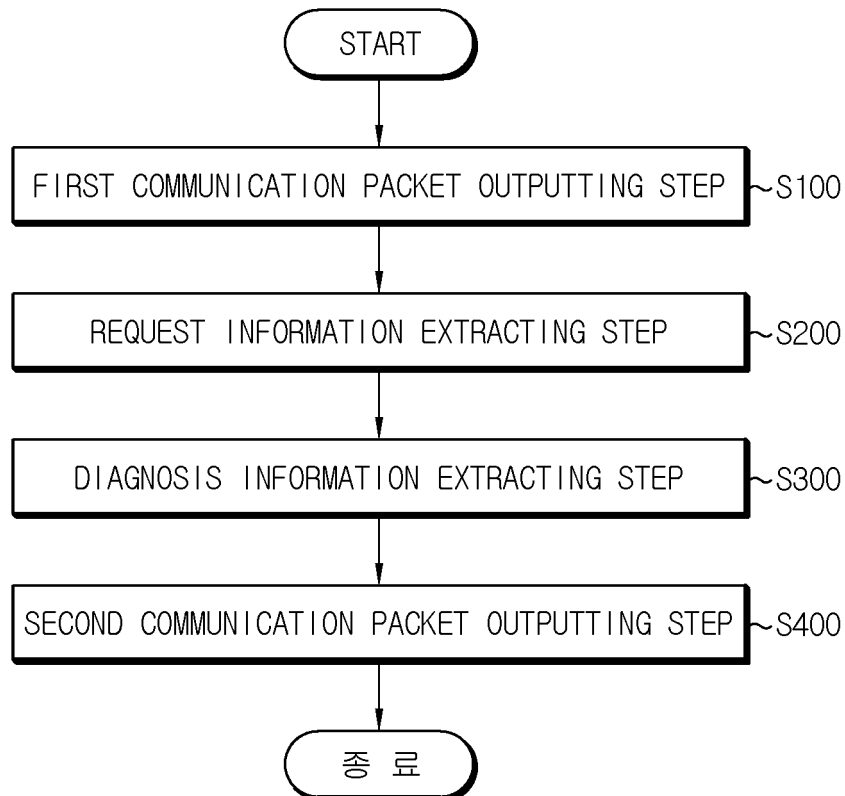 START
FIRST COMMUNICATION PACKET OUTPUTTING STEP ~S100
REQUEST INFORMATION EXTRACTING STEP ~S200
DIAGNOSIS INFORMATION EXTRACTING STEP ~S300
SECOND COMMUNICATION PACKET OUTPUTTING STEP ~S400
종 료